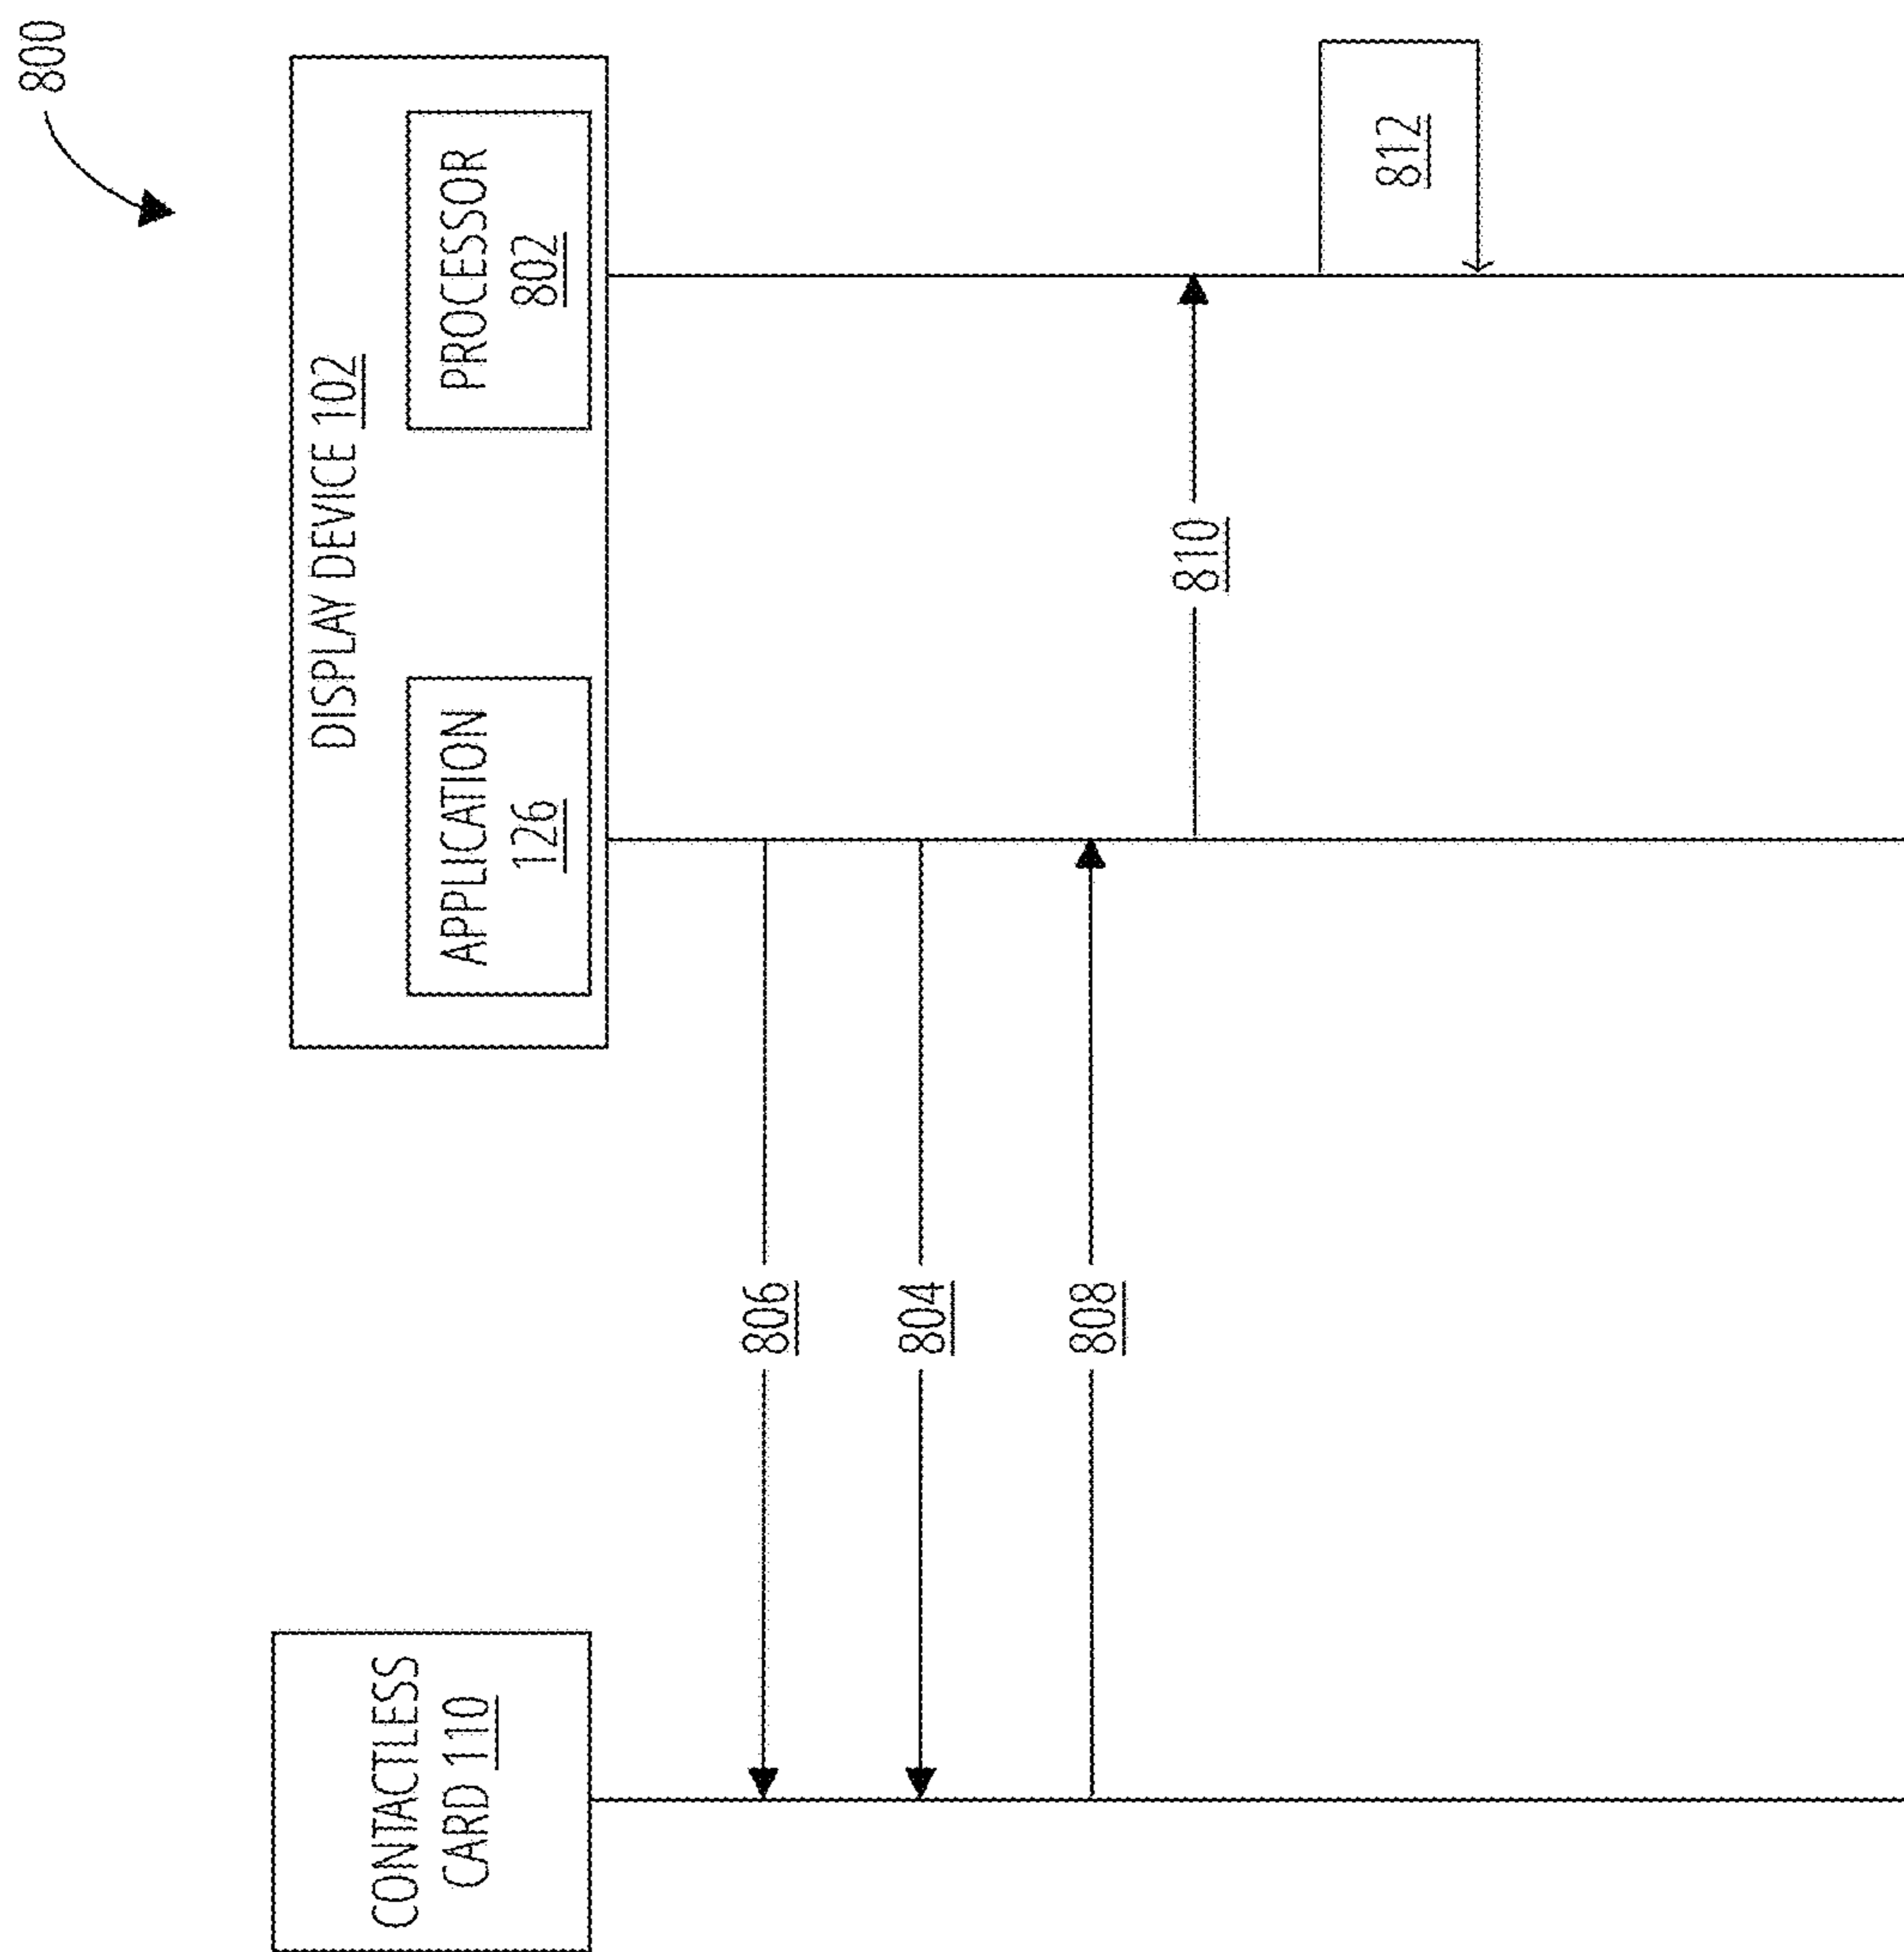 800
DISPLAY DEVICE 102
CONTACTLESS
CARD 110
APPLICATION
126
PROCESSOR
802
806
804
808
810
812